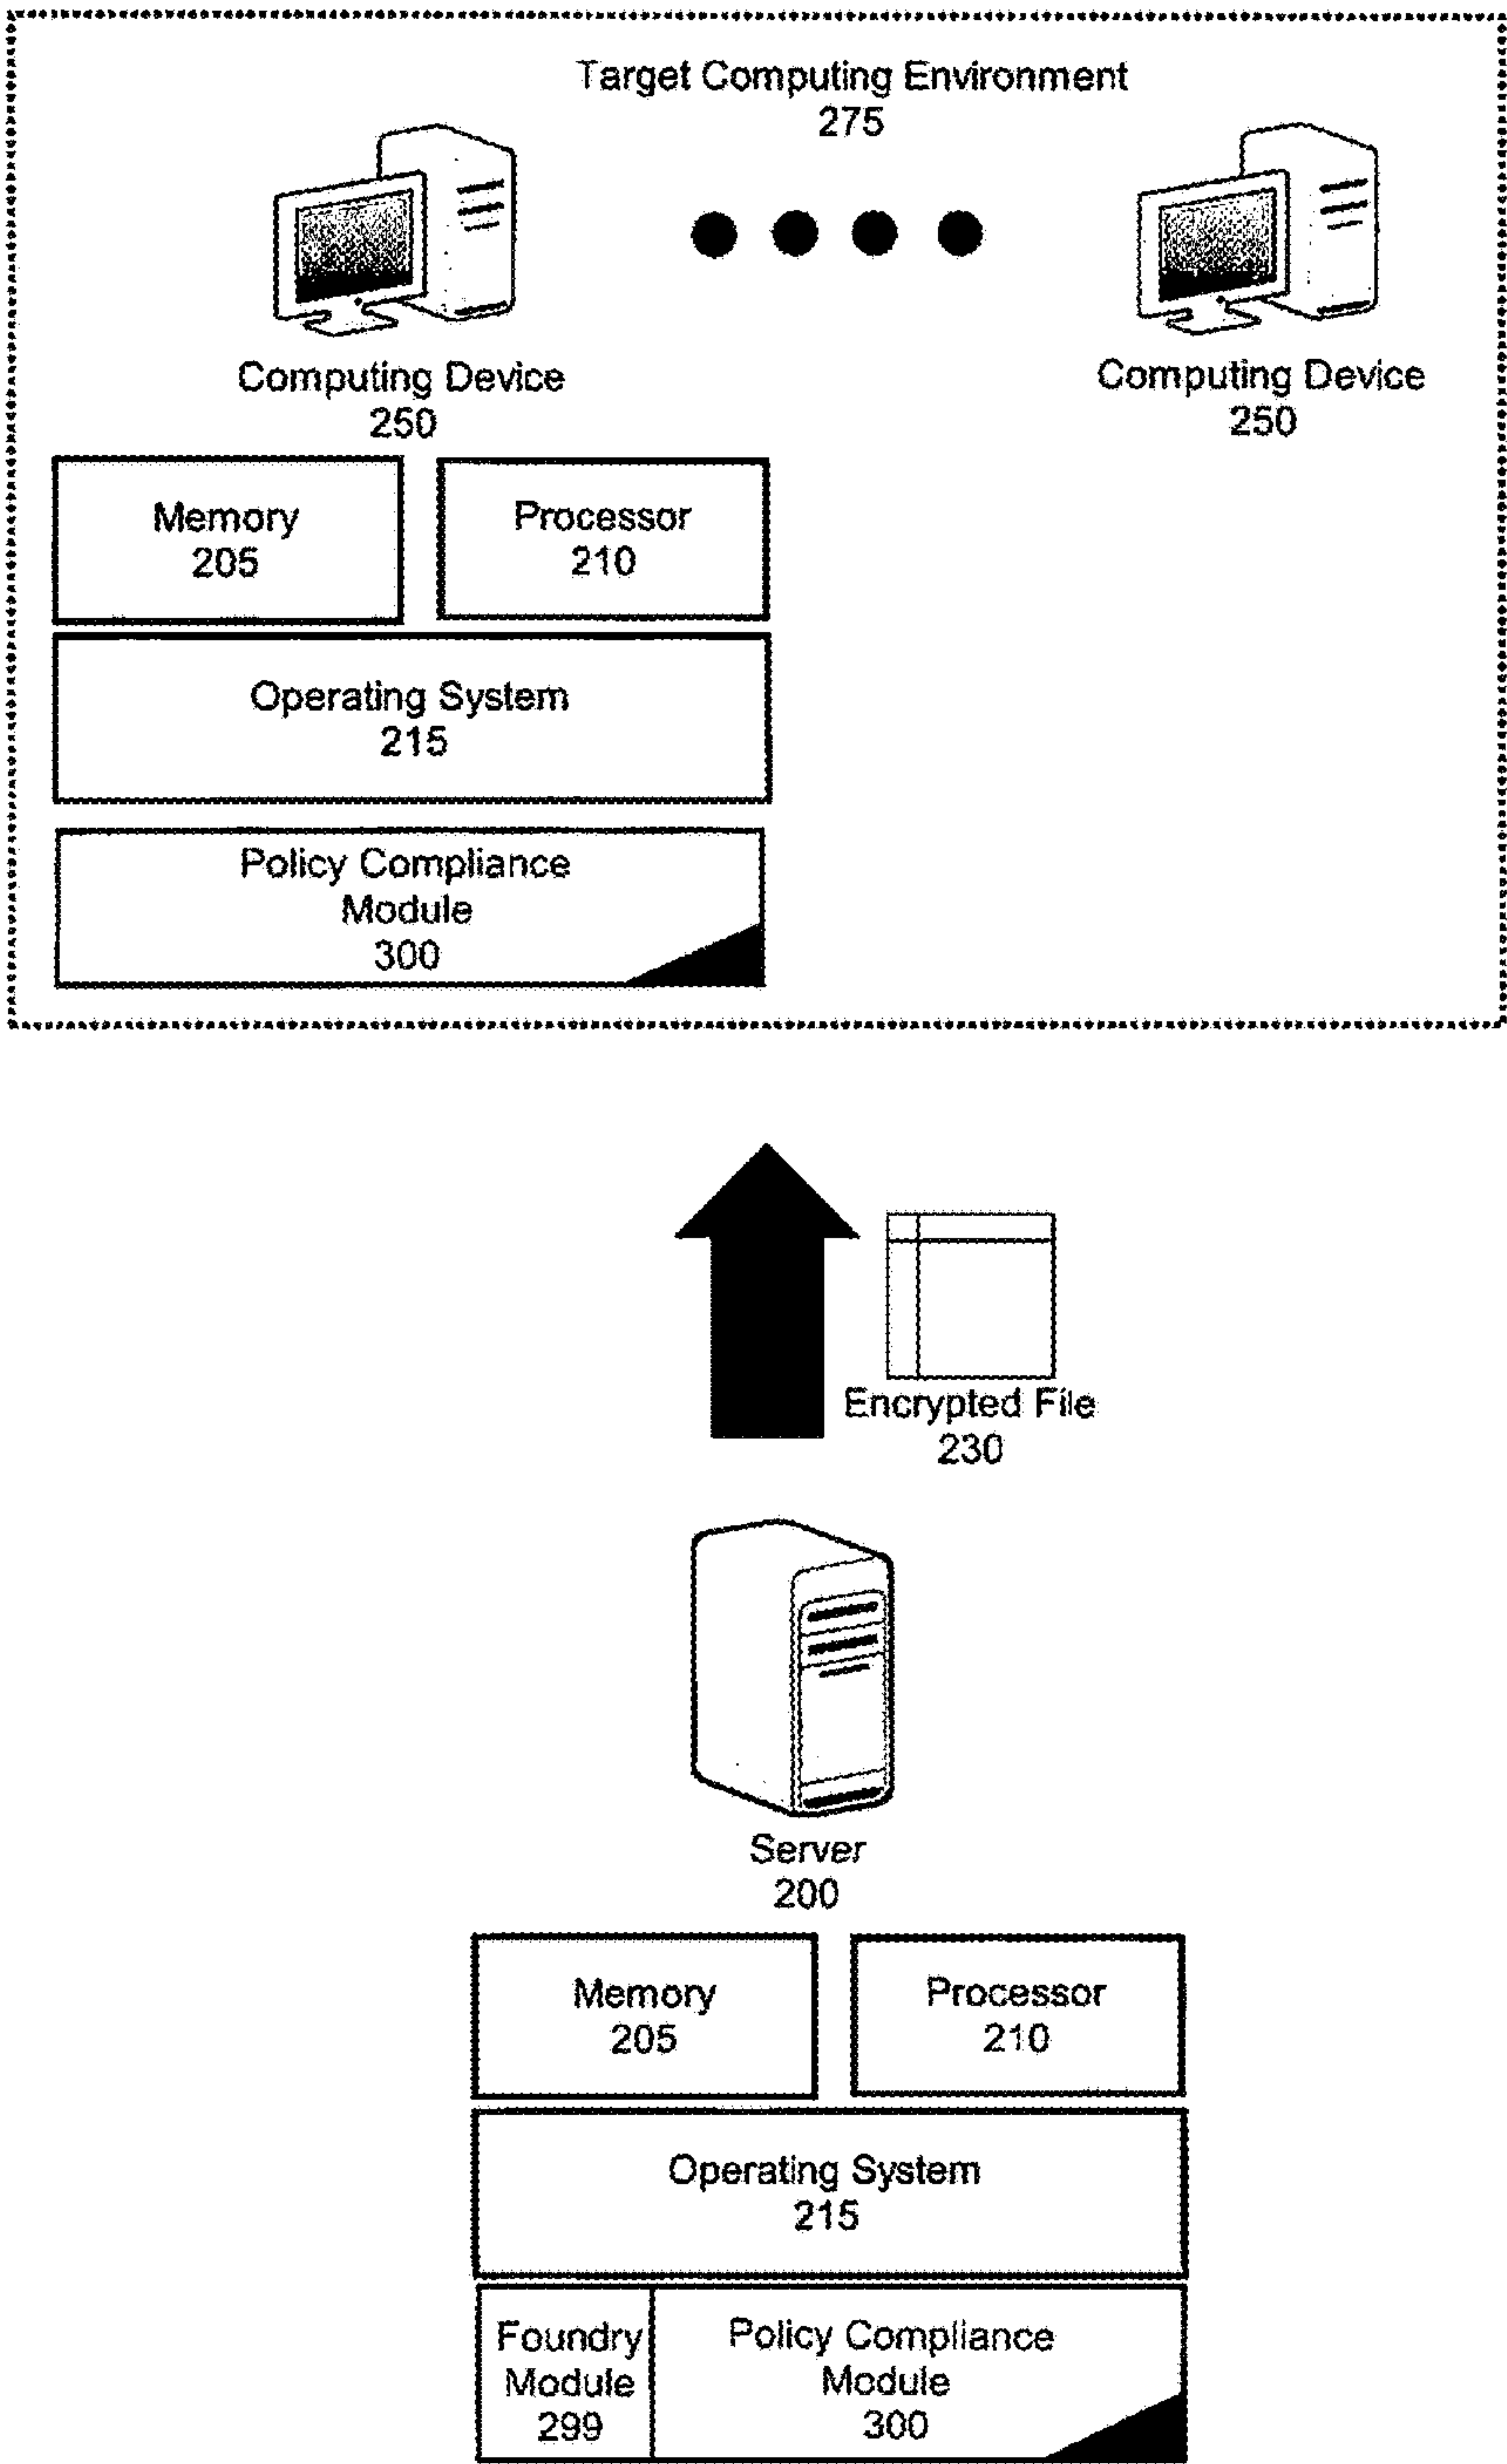 Target Computing Environment
275
Computing Device
250
Computing Device
250
Memory
205
Processor
210
Operating System
215
Policy Compliance
Module
300
Encrypted File
230
Server
200
Memory
205
Processor
210
Operating System
215
Foundry
Module
299
Policy Compliance
Module
300